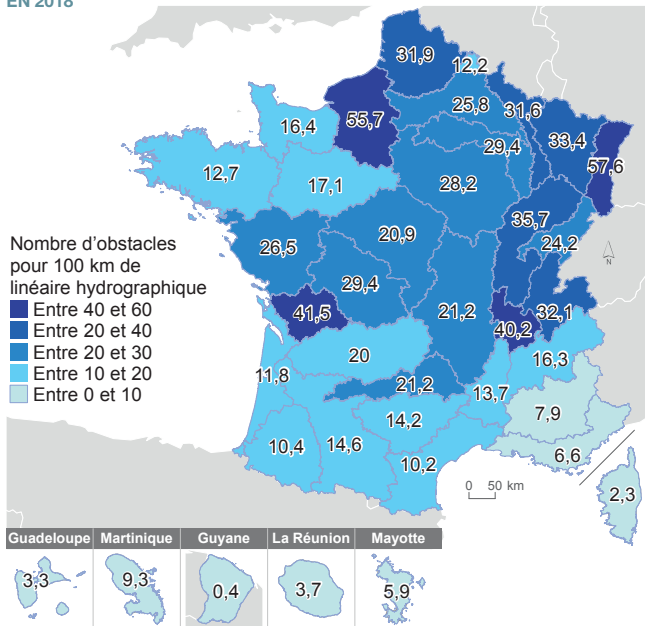 EN 2018
31,9
12,2
25,8
31,6
55,7
16,4
33,4
29,4
57,6
12,7
17,1
28,2
35,7
20,9
26,5
24,2
N
29,4
21,2
41,5
32,1
40,2
20
16,3
11,8
21,2
13,7
14,2
7,9
10,4
14,6
10,2
6,6
2,3
Nombre d'obstacles
pour 100 km de
linéaire hydrographique
Entre 40 et 60
Entre 20 et 40
Entre 20 et 30
Entre 10 et 20
Entre 0 et 10
0 50 km
Guadeloupe Martinique Guyane La Réunion Mayotte
3,3 9,3 0,4 3,7 5,9